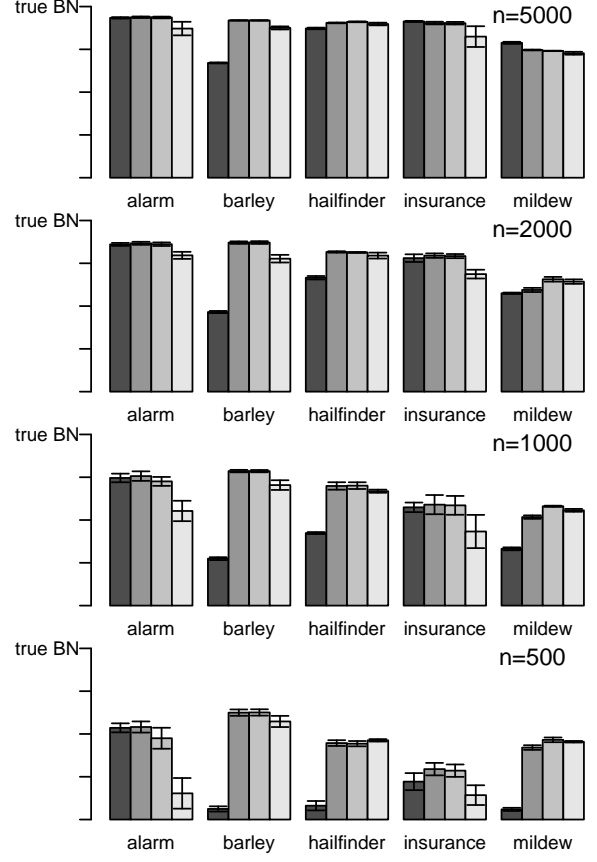 true BN
n=5000
alarm barley hailfinder insurance mildew
true BN
n=2000
alarm barley hailfinder insurance mildew
true BN
n=1000
alarm barley hailfinder insurance mildew
true BN
n=500
alarm barley hailfinder insurance mildew